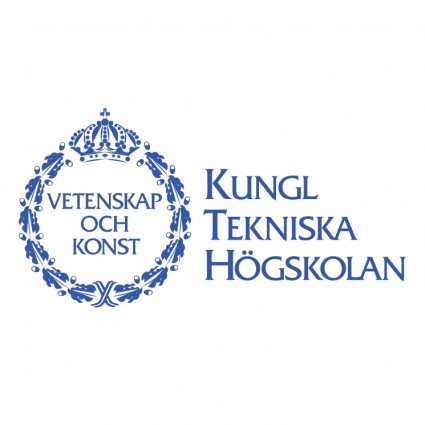 VETENSKAP
OCH
KONST
KUNGL
TEKNISKA
HÖGSKOLAN